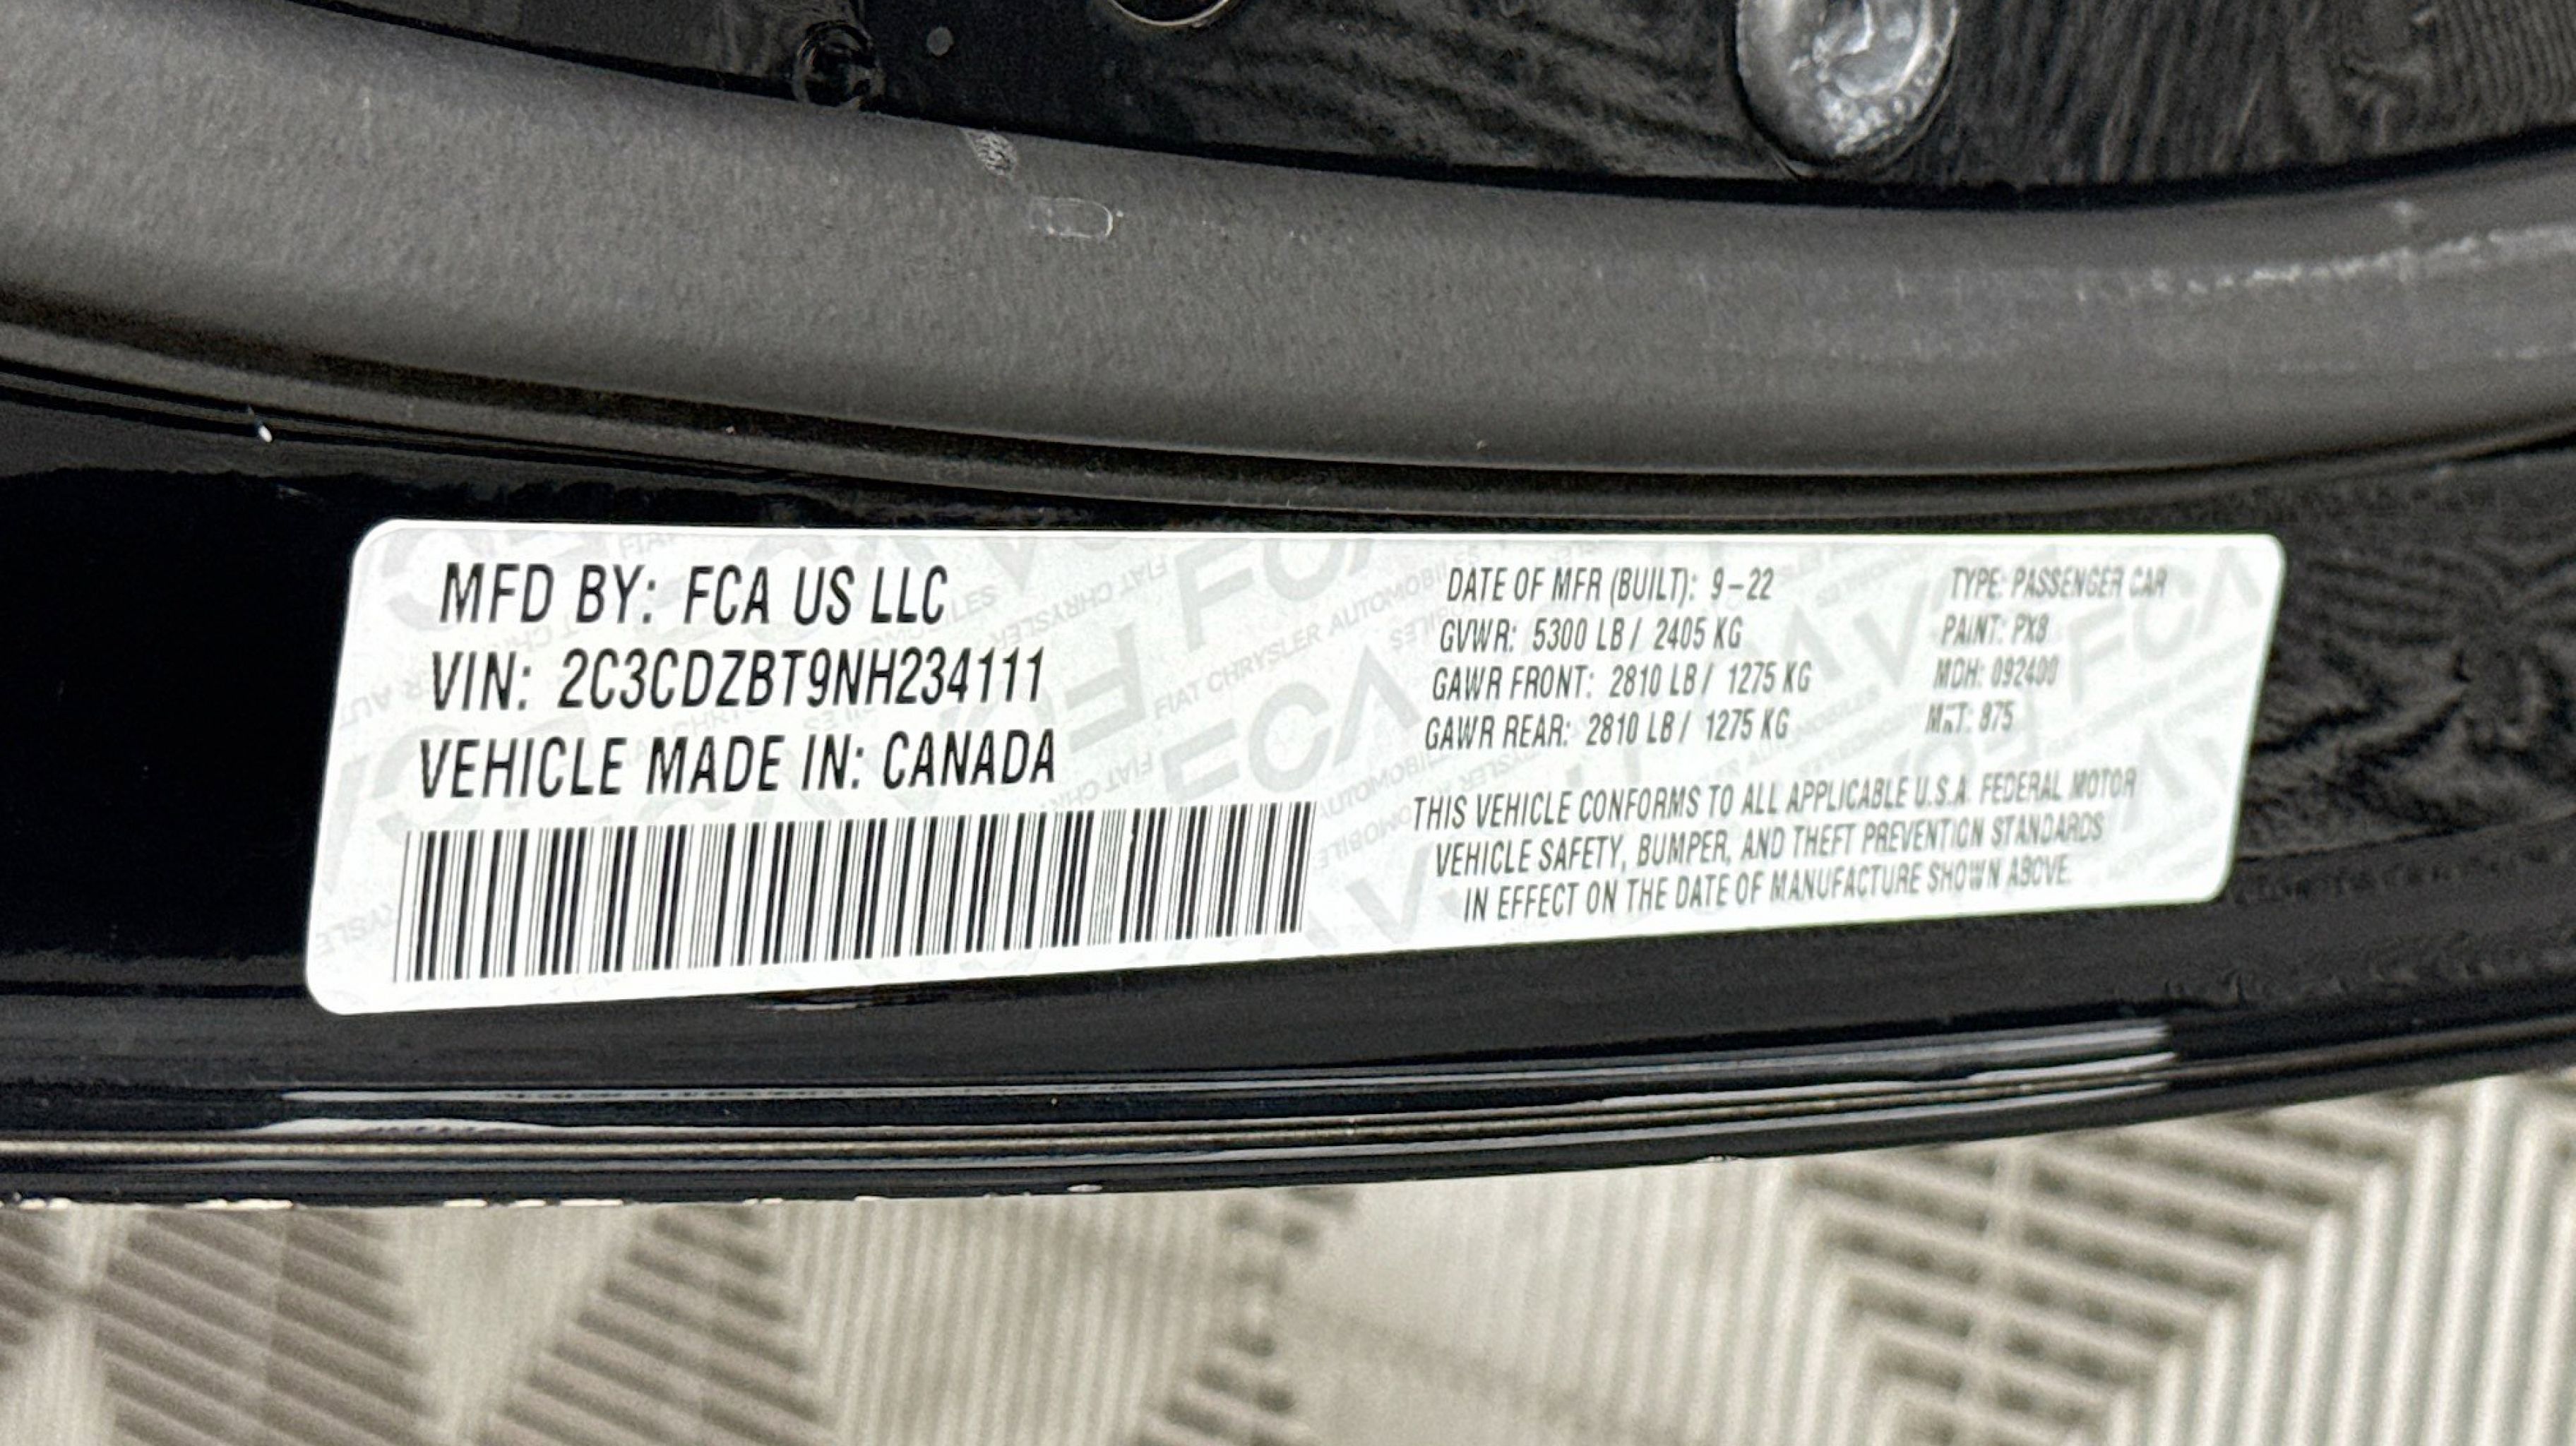 MFD BY: FCA US LLC
VIN: 2C3CDZBT9NH234111
VEHICLE MADE IN: CANADA
DATE OF MFR (BUILT): 9-22
GVWR: 5300 LB / 2405 KG
GAWR FRONT: 2810 LB / 1275 KG
GAWR REAR: 2810 LB / 1275 KG
TYPE: PASSENGER CAR
PAINT: PX8
MDH:
THIS VEHICLE CONFORMS TO ALL APPLICABLE U.S.A. FEDERAL MOTOR
VEHICLE SAFETY, BUMPER, AND THEFT PREVENTION STANDARDS
IN EFFECT ON THE DATE OF MANUFACTURE SHOWN ABOVE.